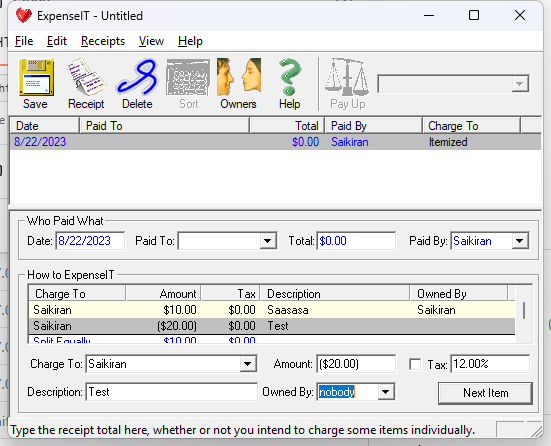 ExpenseIT - Untitled
File Edit Receipts View Help
Save Receipt Delete Sort Owners Help Pay Up
Date Paid To Total Paid By Charge To
8/22/2023 $0.00 Saikiran Itemized
Who Paid What
Date: 8/22/2023 Paid To: Total: $0.00 Paid By: Saikiran
How to ExpenseIT
Charge To Amount Tax Description Owned By
Saikiran $10.00 $0.00 Saasasa Saikiran
Saikiran ($20.00) $0.00 Test
Split Equally $10.00 $0.00
Charge To: Saikiran Amount: ($20.00) Tax: 12.00%
Description: Test Owned By: nobody Next Item
Type the receipt total here, whether or not you intend to charge some items individually.